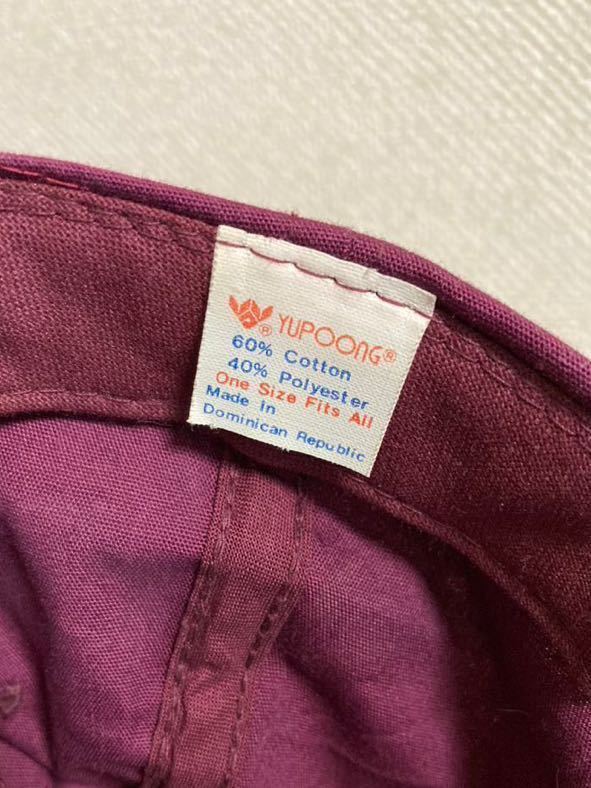 YUPOONG®
60% Cotton
40% Polyester
One Size Fits All
Made In
Dominican Republic